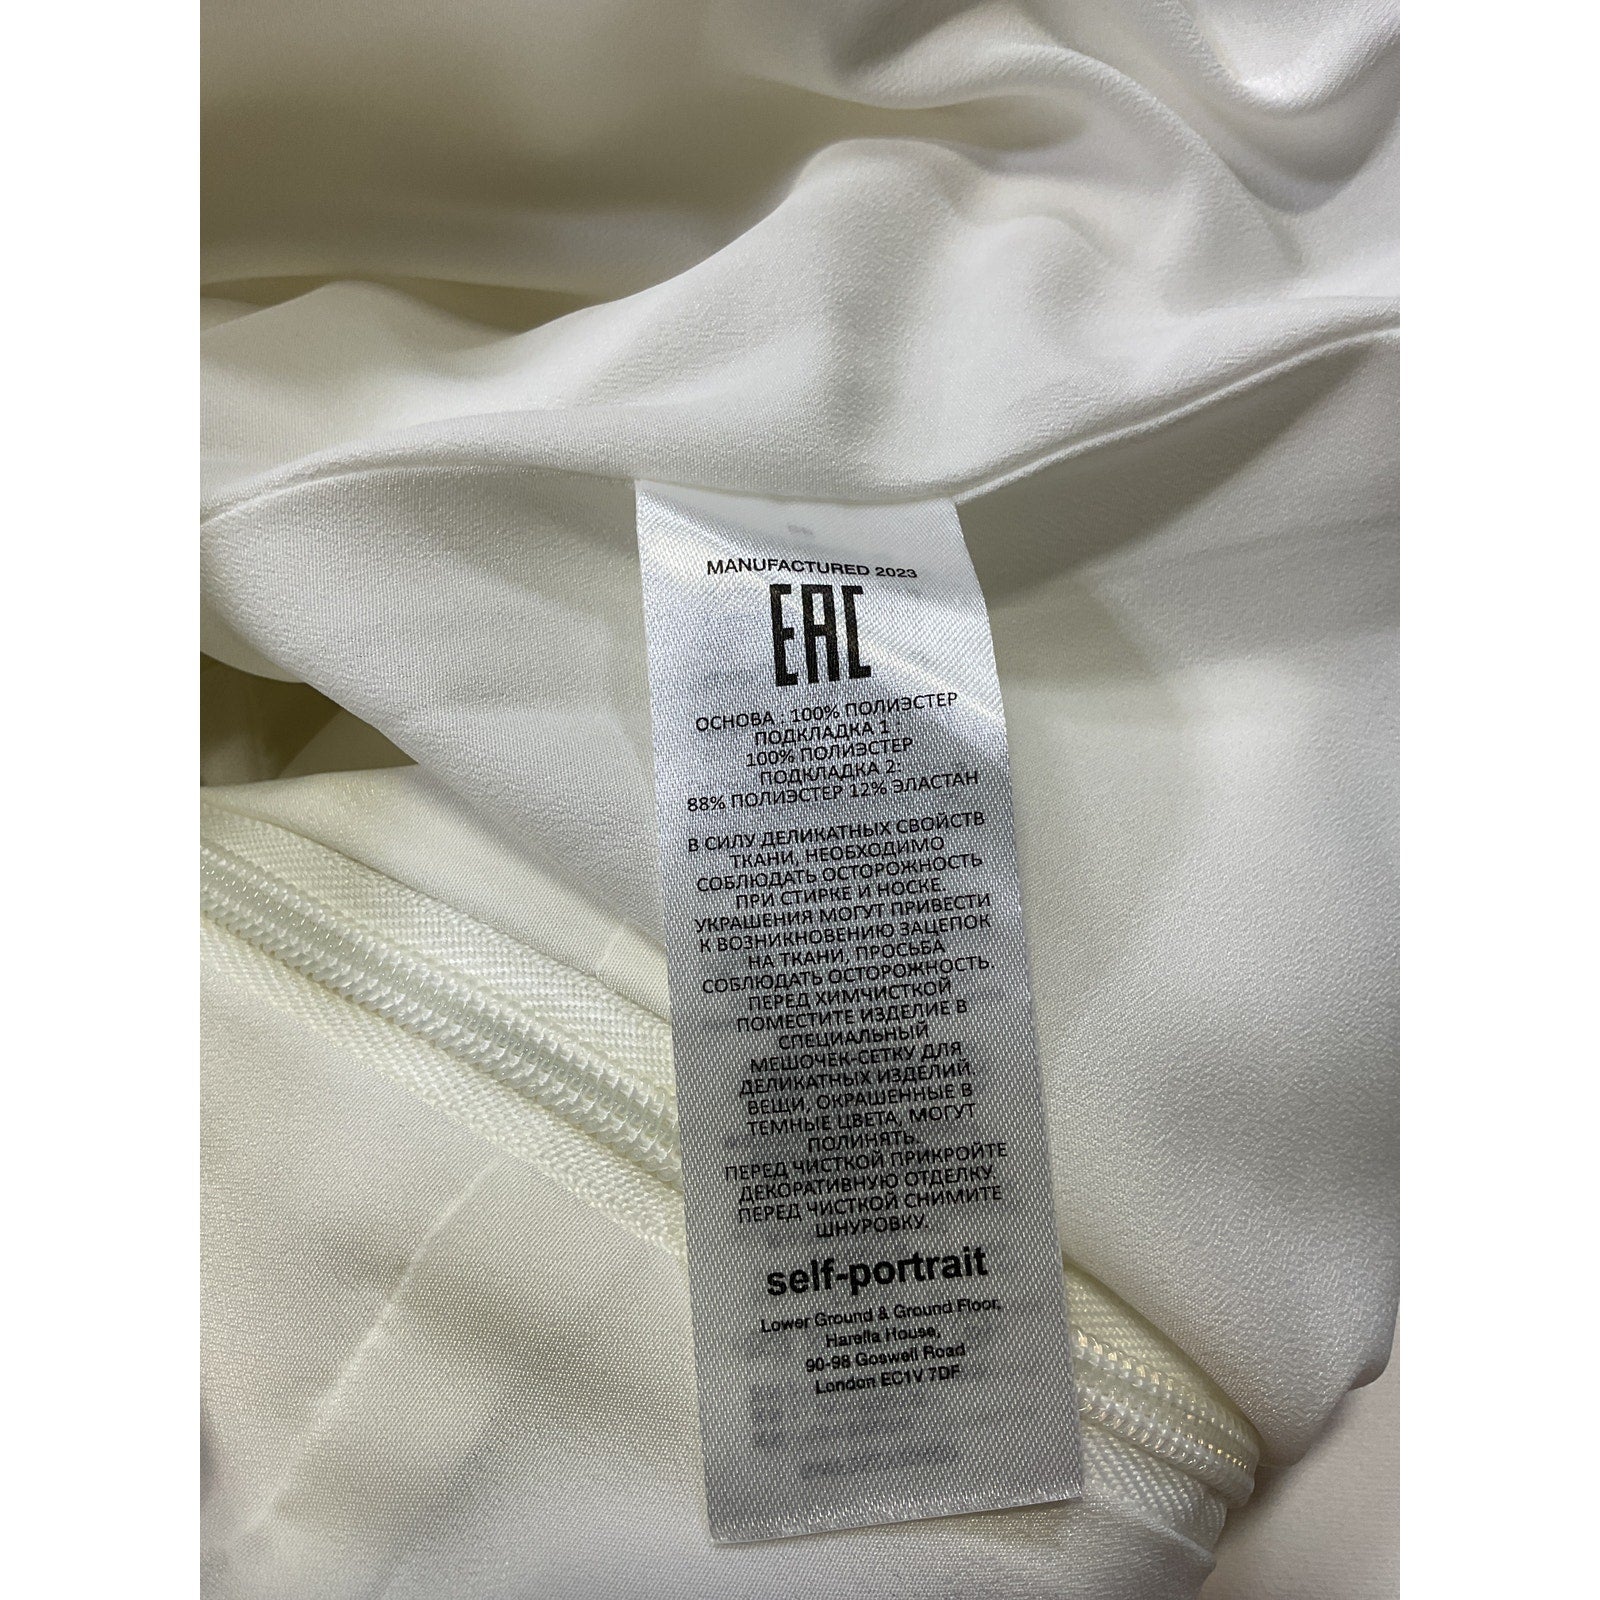 MANUFACTURED 2023
EAC
ОСНОВА : 100% ПОЛИЭСТЕР
ПОДКЛАДКА 1 :
100% ПОЛИЭСТЕР
ПОДКЛАДКА 2:
88% ПОЛИЭСТЕР 12% ЭЛАСТАН
В СИЛУ ДЕЛИКАТНЫХ СВОЙСТВ
ТКАНИ, НЕОБХОДИМО
СОБЛЮДАТЬ ОСТОРОЖНОСТЬ
ПРИ СТИРКЕ И НОСКЕ.
УКРАШЕНИЯ МОГУТ ПРИВЕСТИ
К ВОЗНИКНОВЕНИЮ ЗАЦЕПОК
НА ТКАНИ, ПРОСЬБА
СОБЛЮДАТЬ ОСТОРОЖНОСТЬ.
ПЕРЕД ХИМЧИСТКОЙ
ПОМЕСТИТЕ ИЗДЕЛИЕ В
СПЕЦИАЛЬНЫЙ
МЕШОЧЕК-СЕТКУ ДЛЯ
ДЕЛИКАТНЫХ ИЗДЕЛИЙ.
ВЕЩИ, ОКРАШЕННЫЕ В
ТЕМНЫЕ ЦВЕТА, МОГУТ
ПОЛИНЯТЬ.
ПЕРЕД ЧИСТКОЙ ПРИКРОЙТЕ
ДЕКОРАТИВНУЮ ОТДЕЛКУ.
ПЕРЕД ЧИСТКОЙ СНИМИТЕ
ШНУРОВКУ.
self-portrait
Lower Ground & Ground Floor,
Harella House,
90-98 Goswell Road
London EC1V 7DF